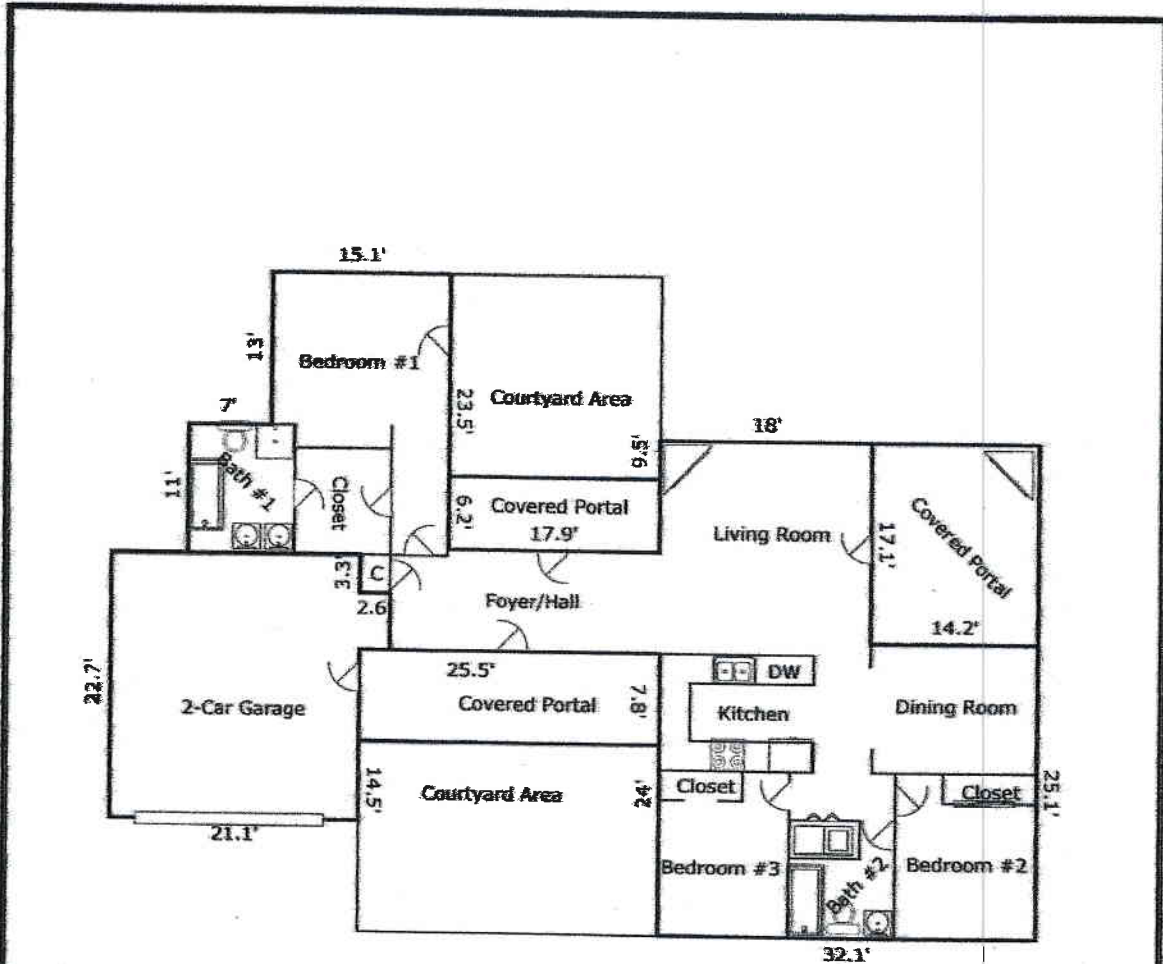 15.1'
13'
Bedroom #1
23.5'
Courtyard Area
9.5'
18'
7'
11'
Bath #1
Closet
6.2'
Covered Portal
17.9'
Living Room
17.1'
Covered Portal
14.2'
3.3'
C
2.6
Foyer/Hall
22.7'
2-Car Garage
21.1'
25.5'
Covered Portal
7.8'
DW
Kitchen
Dining Room
14.5'
Courtyard Area
24'
Closet
Closet
25.1'
Bedroom #3
Bath #2
Bedroom #2
32.1'